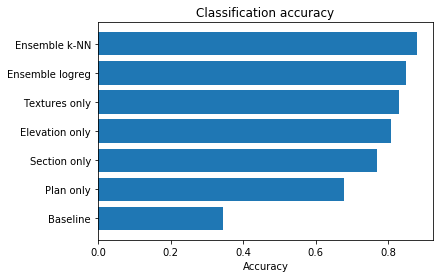 Classification accuracy
Ensemble k-NN
Ensemble logreg
Textures only
Elevation only
Section only
Plan only
Baseline
0.0 0.2 0.4 0.6 0.8
Accuracy